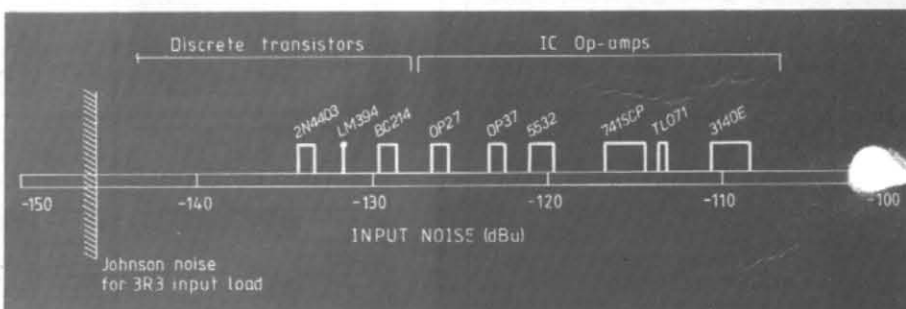 Discrete transistors
IC Op-amps
2N4403
LM394
BC214
OP27
OP37
5532
741SCP
TL071
3140E
-150
-140
-130
-120
-110
-100
INPUT NOISE (dBu)
Johnson noise
for 3R3 input load